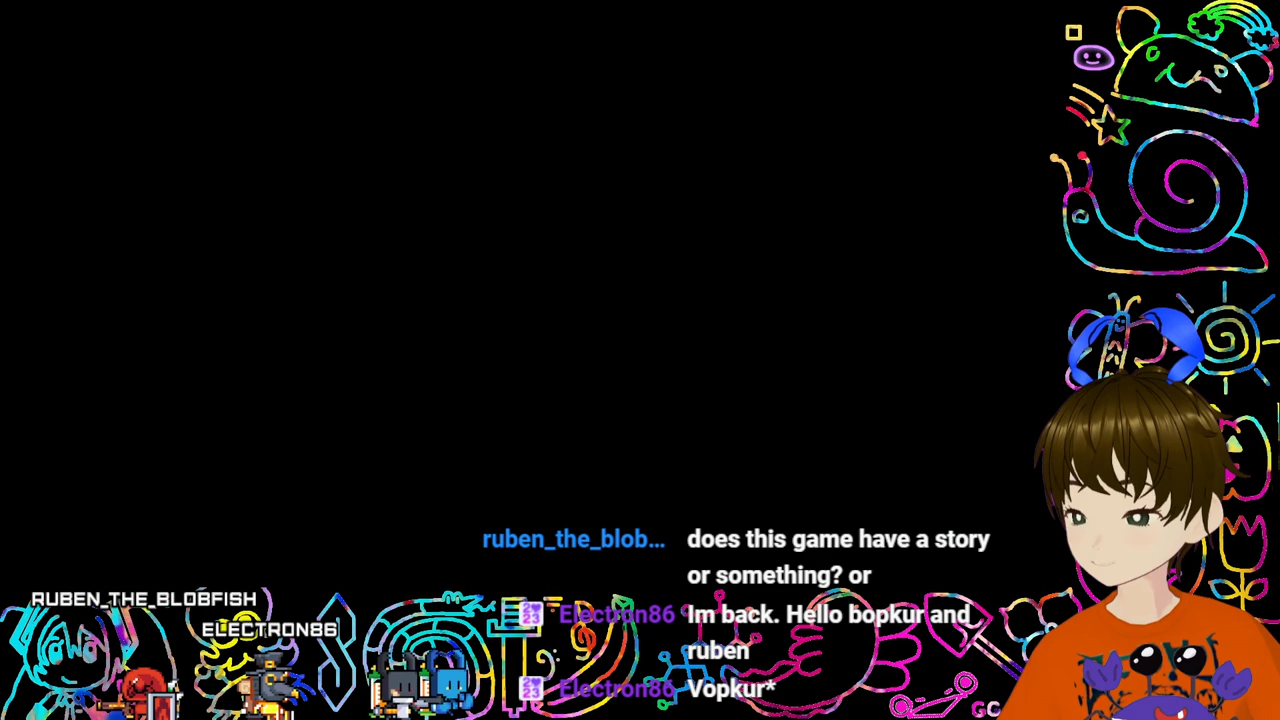 ruben_the_blob... does this game have a story
or something? or
RUBEN_THE_BLOBFISH
Electron86 Im back. Hello bopkur and
ELECTRON86
ruben
Electron86 Vopkur*
GC